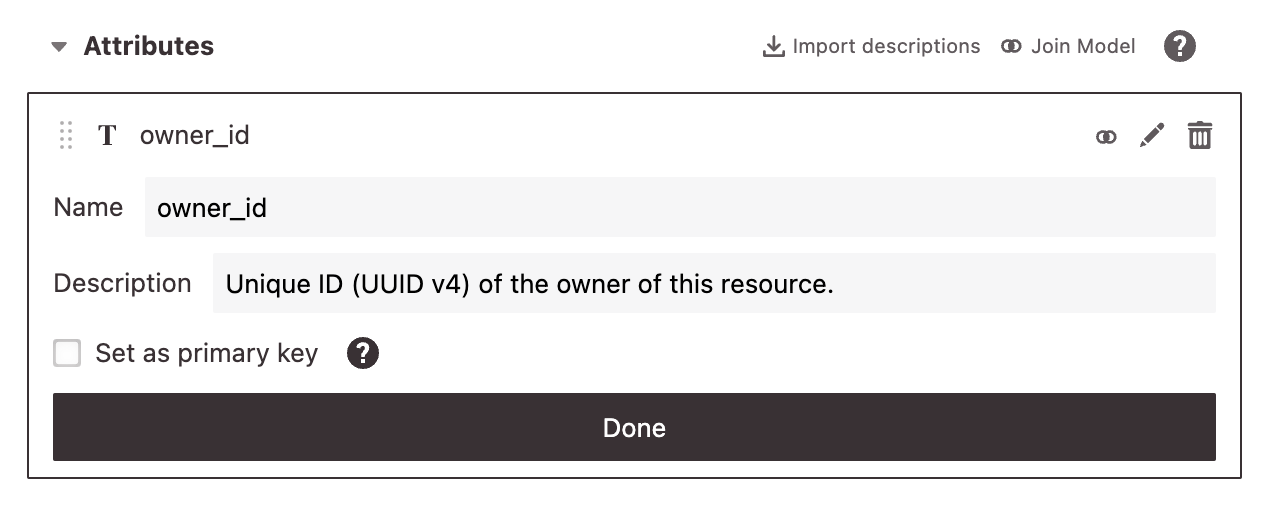 Attributes
Import descriptions Join Model ?
T owner_id
Name owner_id
Description Unique ID (UUID v4) of the owner of this resource.
Set as primary key ?
Done